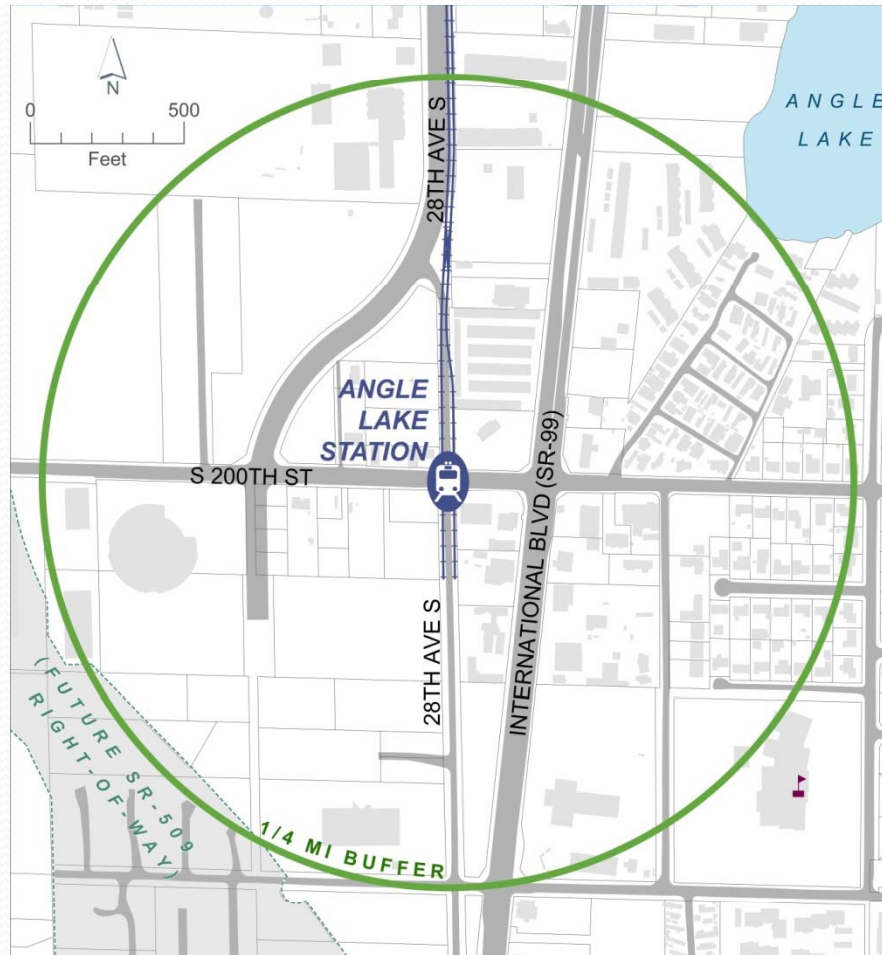 N
0 500
Feet
28TH AVE S
ANGLE
LAKE
ANGLE
LAKE
STATION
S 200TH ST
INTERNATIONAL BLVD (SR-99)
28TH AVE S
(FUTURE SR-509
RIGHT-OF-WAY)
1/4 MI BUFFER